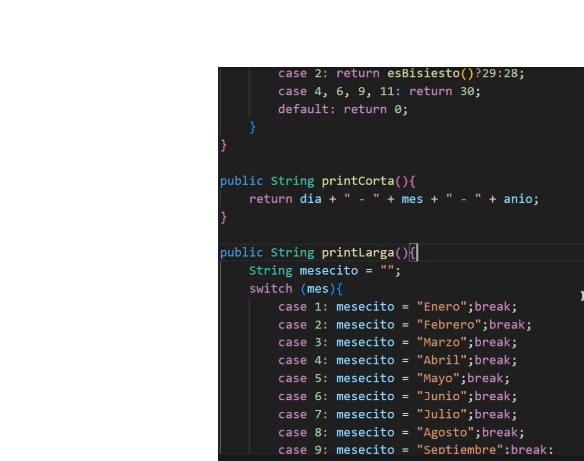 case 2: return esBisiesto()?29:28;
case 4, 6, 9, 11: return 30;
default: return 0;
}
}
public String printCorta(){
return dia + " - " + mes + " - " + anio;
}
public String printLarga(){
String mesecito = "";
switch (mes){
case 1: mesecito = "Enero";break;
case 2: mesecito = "Febrero";break;
case 3: mesecito = "Marzo";break;
case 4: mesecito = "Abril";break;
case 5: mesecito = "Mayo";break;
case 6: mesecito = "Junio";break;
case 7: mesecito = "Julio";break;
case 8: mesecito = "Agosto";break;
case 9: mesecito = "Septiembre";break;